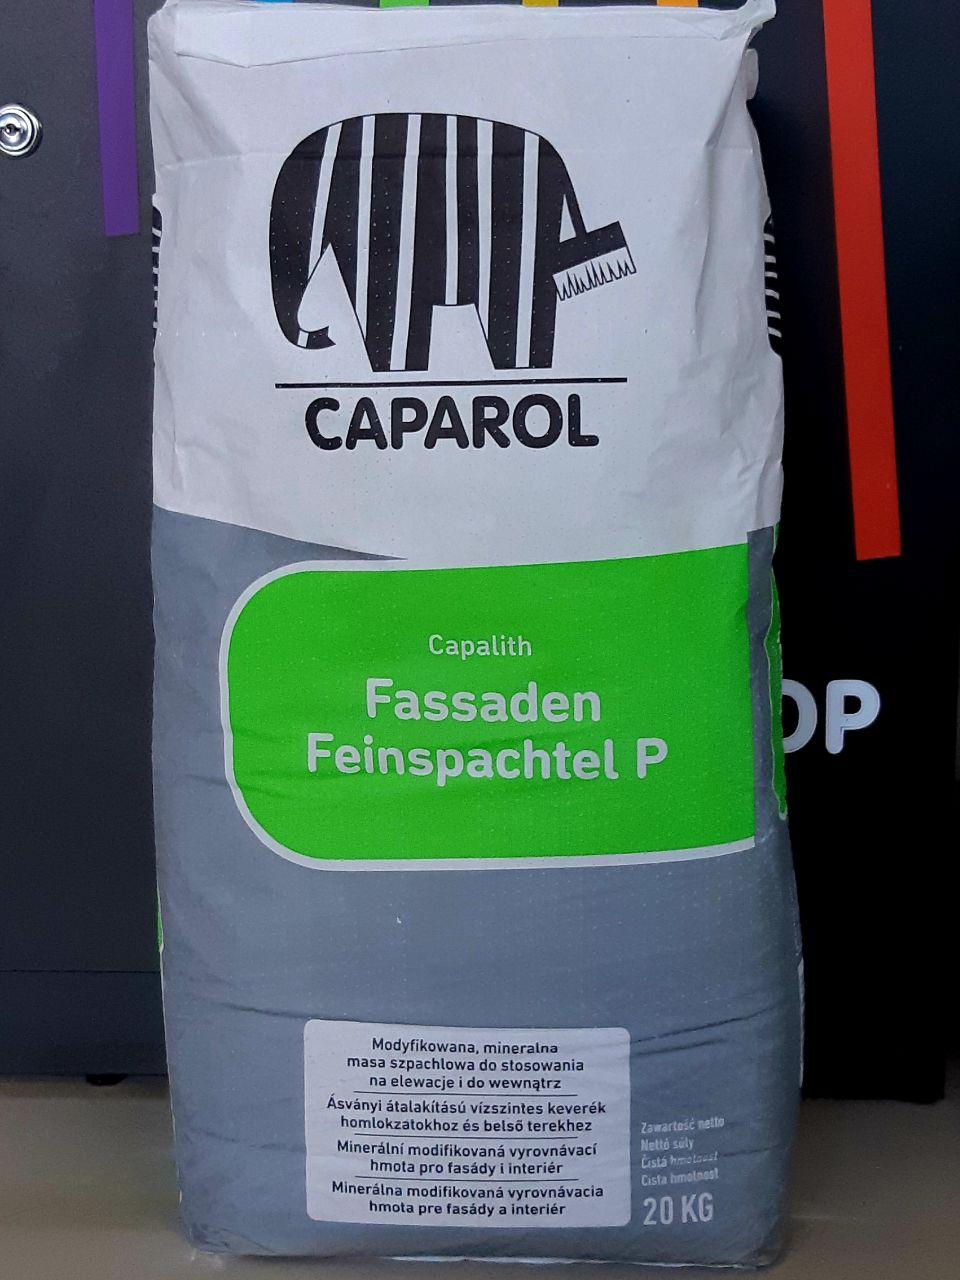 CAPAROL
Capalith
Fassaden
Feinspachtel P
OP
Modyfikowana, mineralna
masa szpachlowa do stosowania
na elewacje i do wewnątrz
Ásványi átalakítású vízszintes keverék
homlokzatokhoz és belső terekhez
Minerální modifikovaná vyrovnávací
hmota pro fasády i interiér
Minerálna modifikovaná vyrovnávacia
hmota pre fasády a interiér
Zawartość netto
Nettó súly
Čistá hmotnost
Čista hmotnost
20 KG